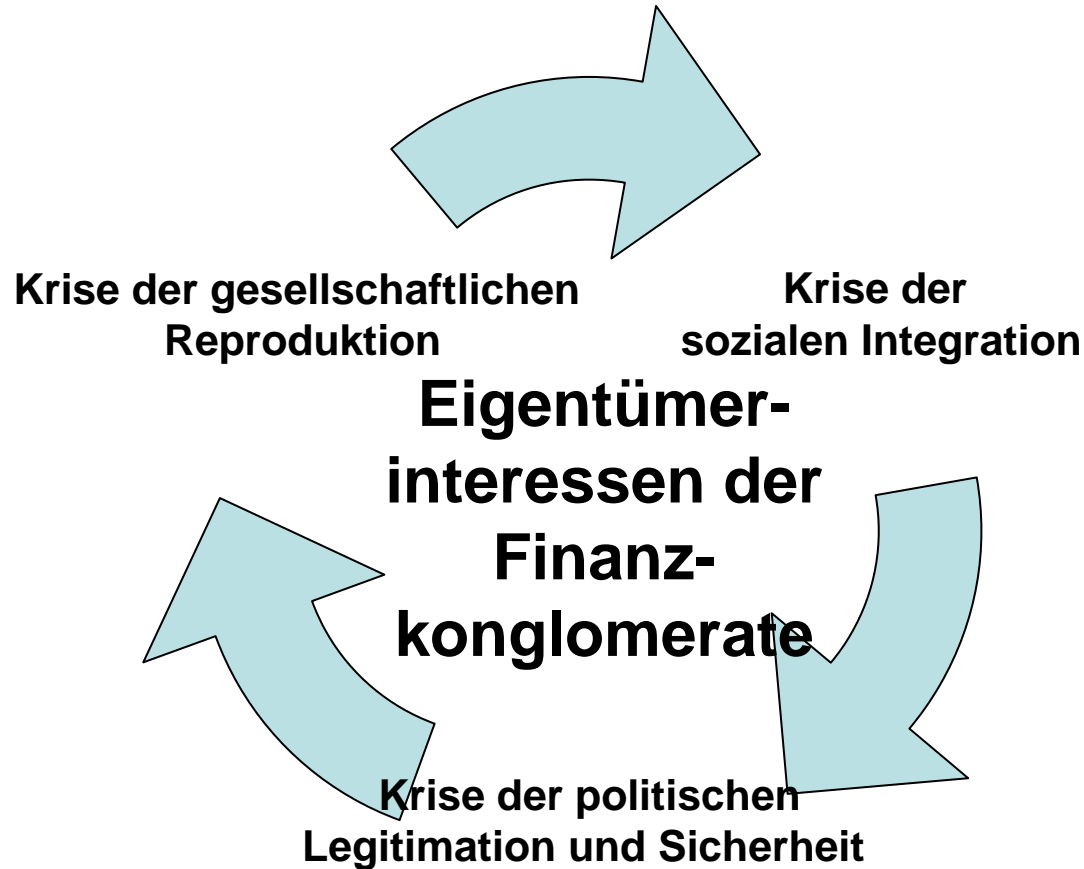 Krise der gesellschaftlichen
Reproduktion
Krise der
sozialen Integration
Eigentümer-
interessen der
Finanz-
konglomerate
Krise der politischen
Legitimation und Sicherheit